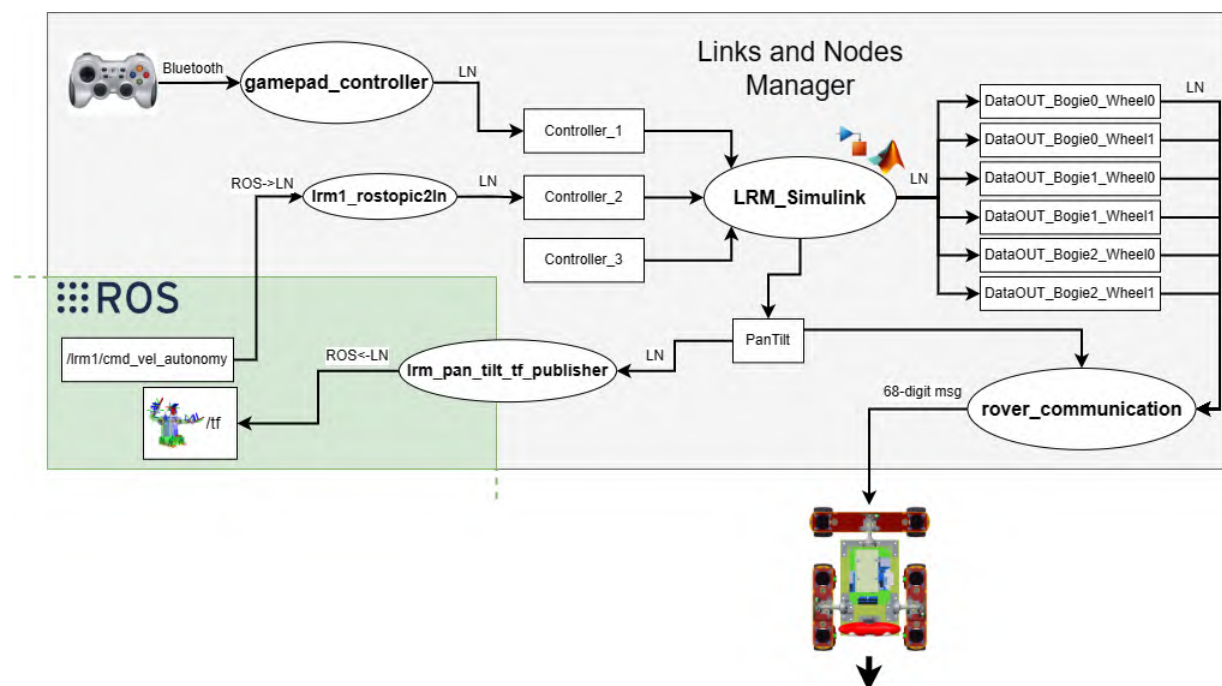 Links and Nodes
Manager
Bluetooth
gamepad_controller
LN
Controller_1
ROS->LN
lrm1_rostopic2ln
LN
Controller_2
Controller_3
LRM_Simulink
LN
DataOUT_Bogie0_Wheel0
LN
DataOUT_Bogie0_Wheel1
DataOUT_Bogie1_Wheel0
DataOUT_Bogie1_Wheel1
DataOUT_Bogie2_Wheel0
DataOUT_Bogie2_Wheel1
ROS
/lrm1/cmd_vel_autonomy
ROS<-LN
lrm_pan_tilt_tf_publisher
LN
PanTilt
/tf
68-digit msg
rover_communication